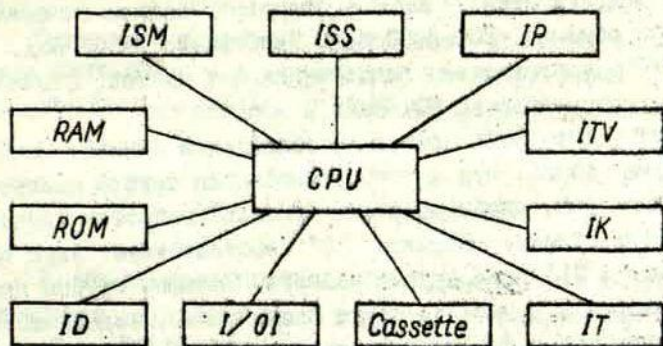 ISM
ISS
IP
RAM
ITV
CPU
ROM
IK
ID
I/OI
Cassette
IT